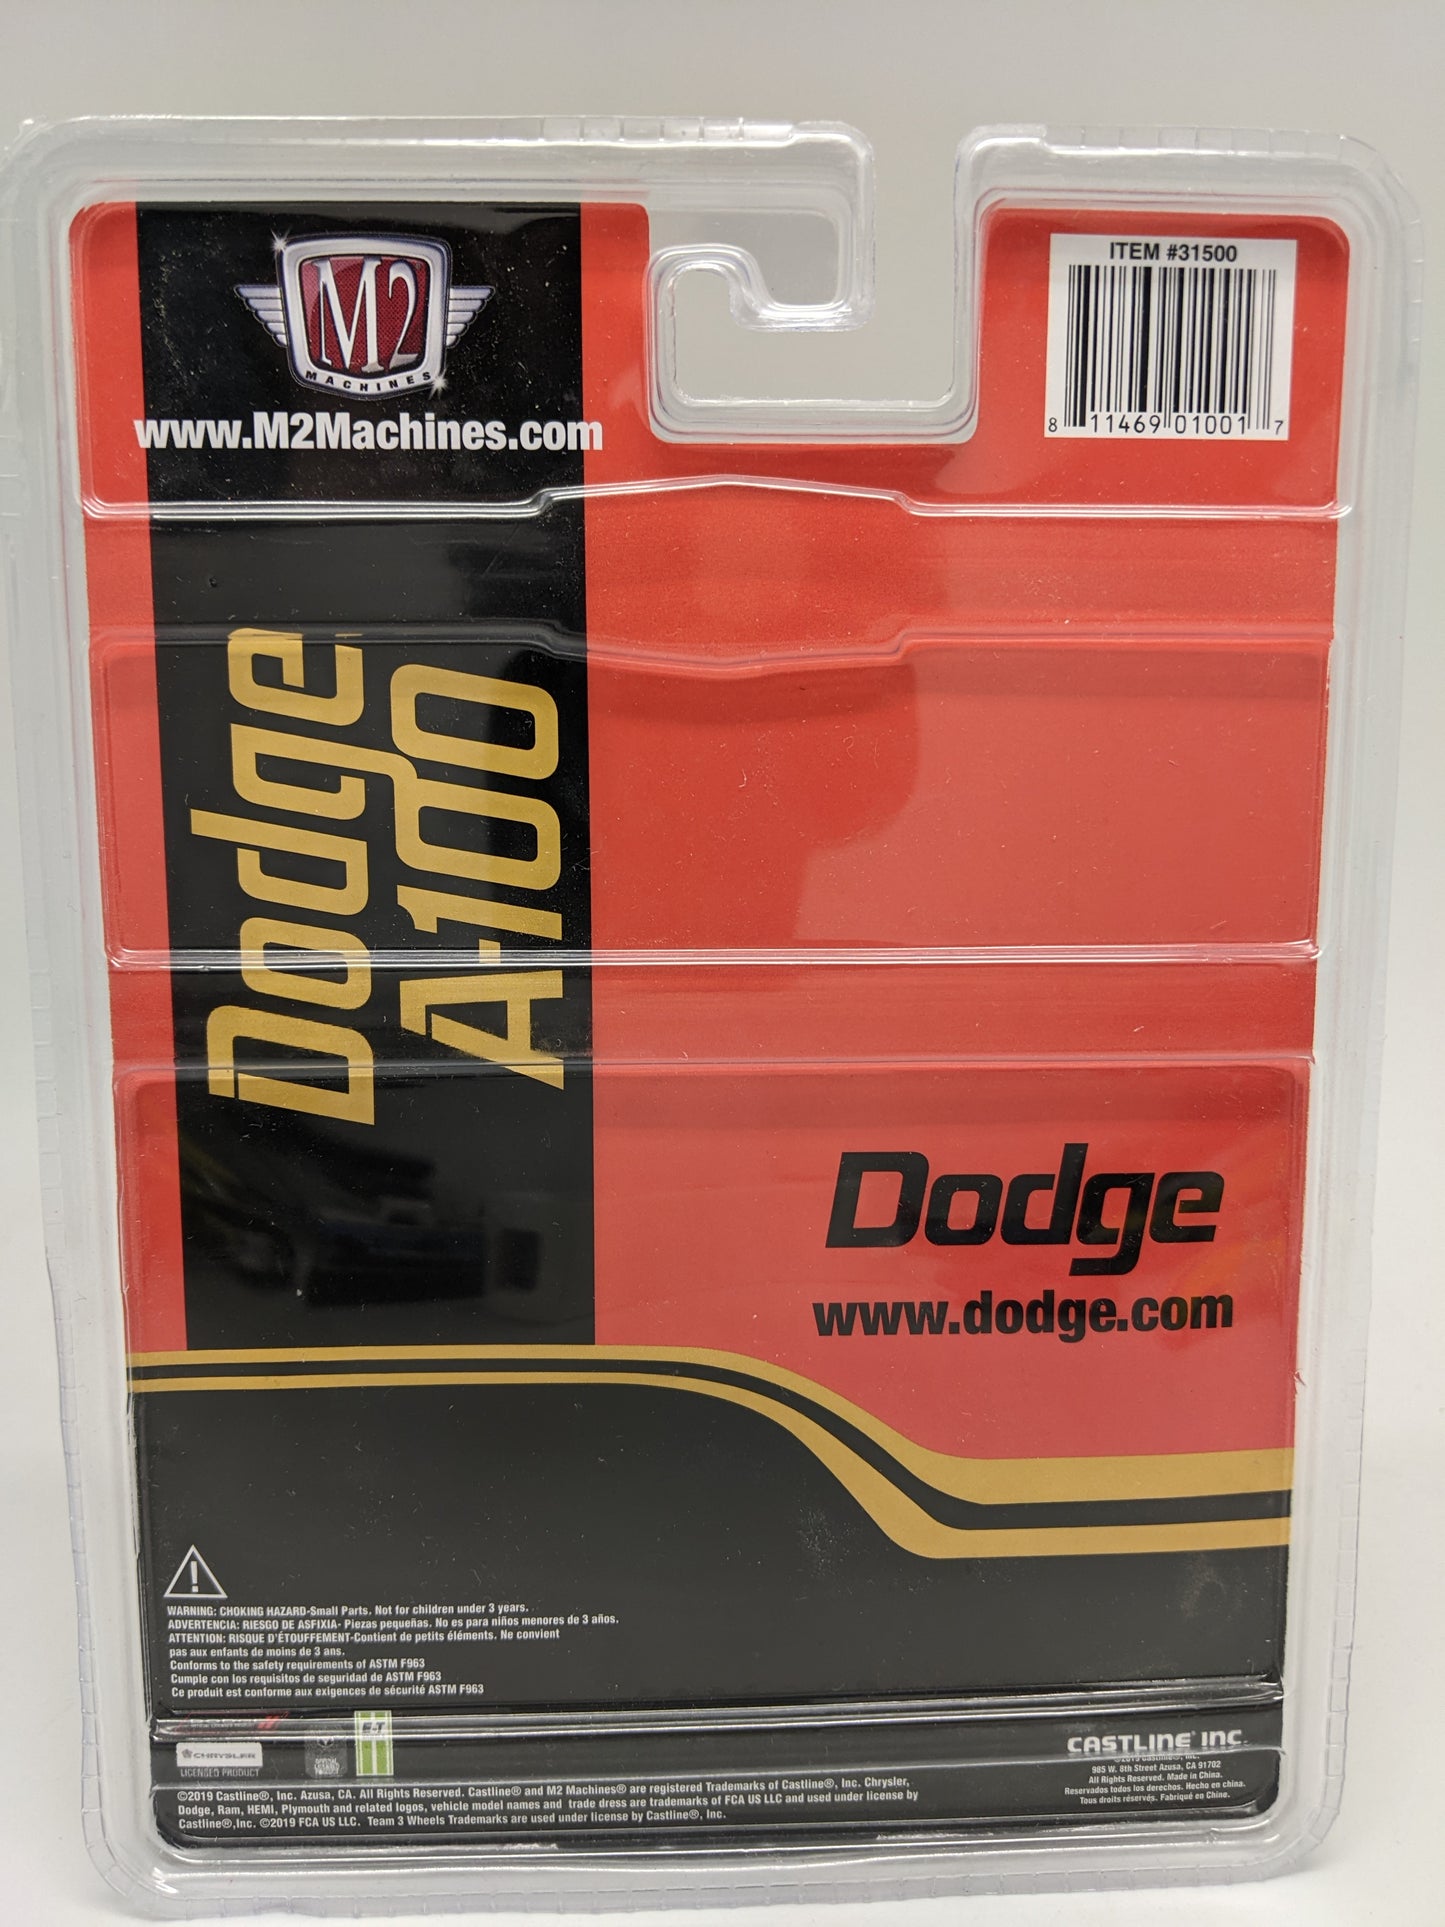 M2
MACHINES
www.M2Machines.com
ITEM #31500
8 11469 01001 7
Dodge
A-100
Dodge
www.dodge.com
WARNING: CHOKING HAZARD-Small Parts. Not for children under 3 years.
ADVERTENCIA: RIESGO DE ASFIXIA- Piezas pequeñas. No es para niños menores de 3 años.
ATTENTION: RISQUE D'ÉTOUFFEMENT-Contient de petits éléments. Ne convient
pas aux enfants de moins de 3 ans.
Conforms to the safety requirements of ASTM F963
Cumple con los requisitos de seguridad de ASTM F963
Ce produit est conforme aux exigences de sécurité ASTM F963
CHRYSLER
LICENSED PRODUCT
E-T
©2019 Castline®, Inc. Azusa, CA. All Rights Reserved. Castline® and M2 Machines® are registered Trademarks of Castline®, Inc. Chrysler,
Dodge, Ram, HEMI, Plymouth and related logos, vehicle model names and trade dress are trademarks of FCA US LLC and used under license by
Castline®,Inc. ©2019 FCA US LLC. Team 3 Wheels Trademarks are used under license by Castline®, Inc.
CASTLINE® INC.
©2019 Castline®, Inc.
985 W. 8th Street Azusa, CA 91702
All Rights Reserved. Made in China.
Reservados todos los derechos. Hecho en china.
Tous droits réservés. Fabriqué en Chine.